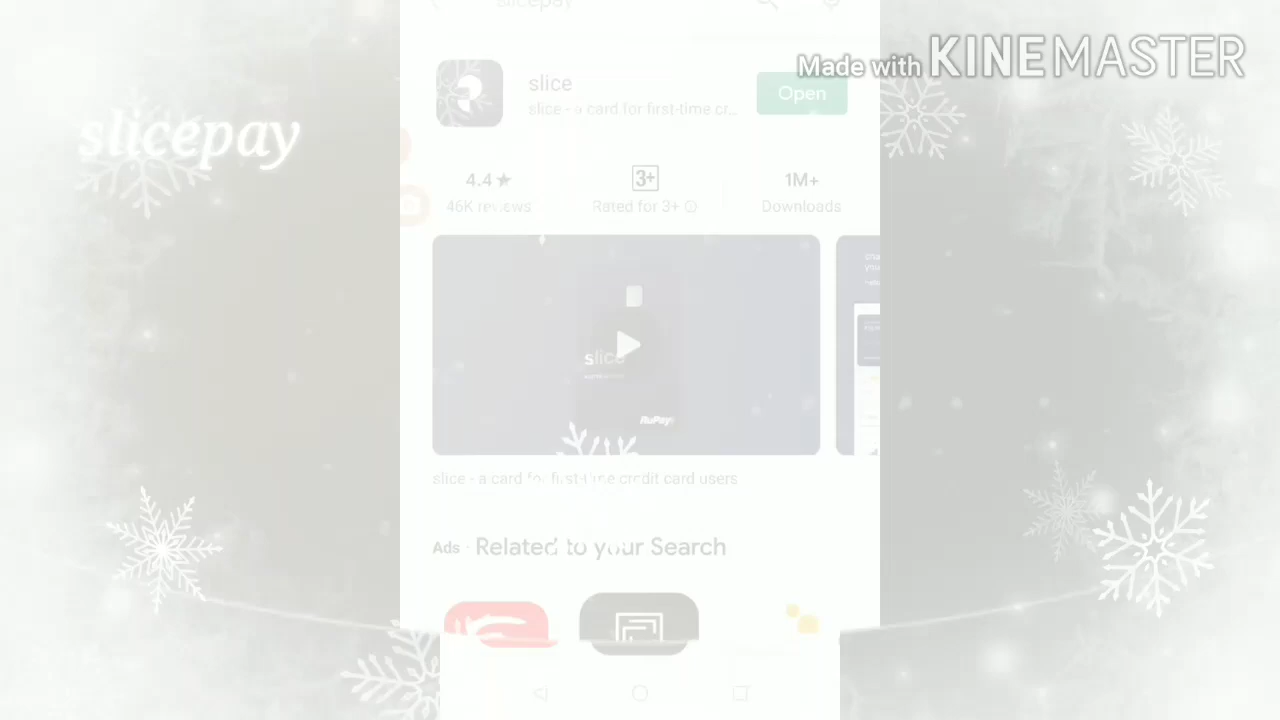 slicepay
Made with KINEMASTER
slicepay
slice
slice - a card for first-time cr...
Open
4.4★
46K reviews
3+
Rated for 3+
1M+
Downloads
slice
RuPay
slice - a card for first-time credit card users
Ads · Related to your Search